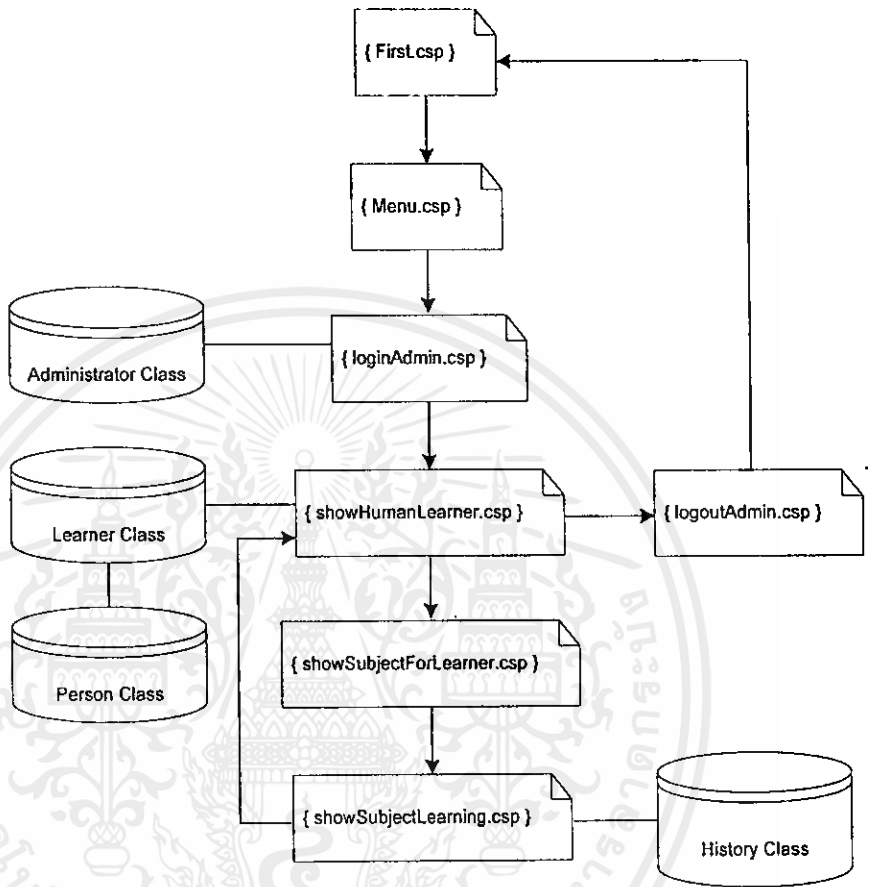 { First.csp }
{ Menu.csp }
Administrator Class
{ loginAdmin.csp }
Learner Class
{ showHumanLearner.csp }
{ logoutAdmin.csp }
Person Class
{ showSubjectForLearner.csp }
{ showSubjectLearning.csp }
History Class